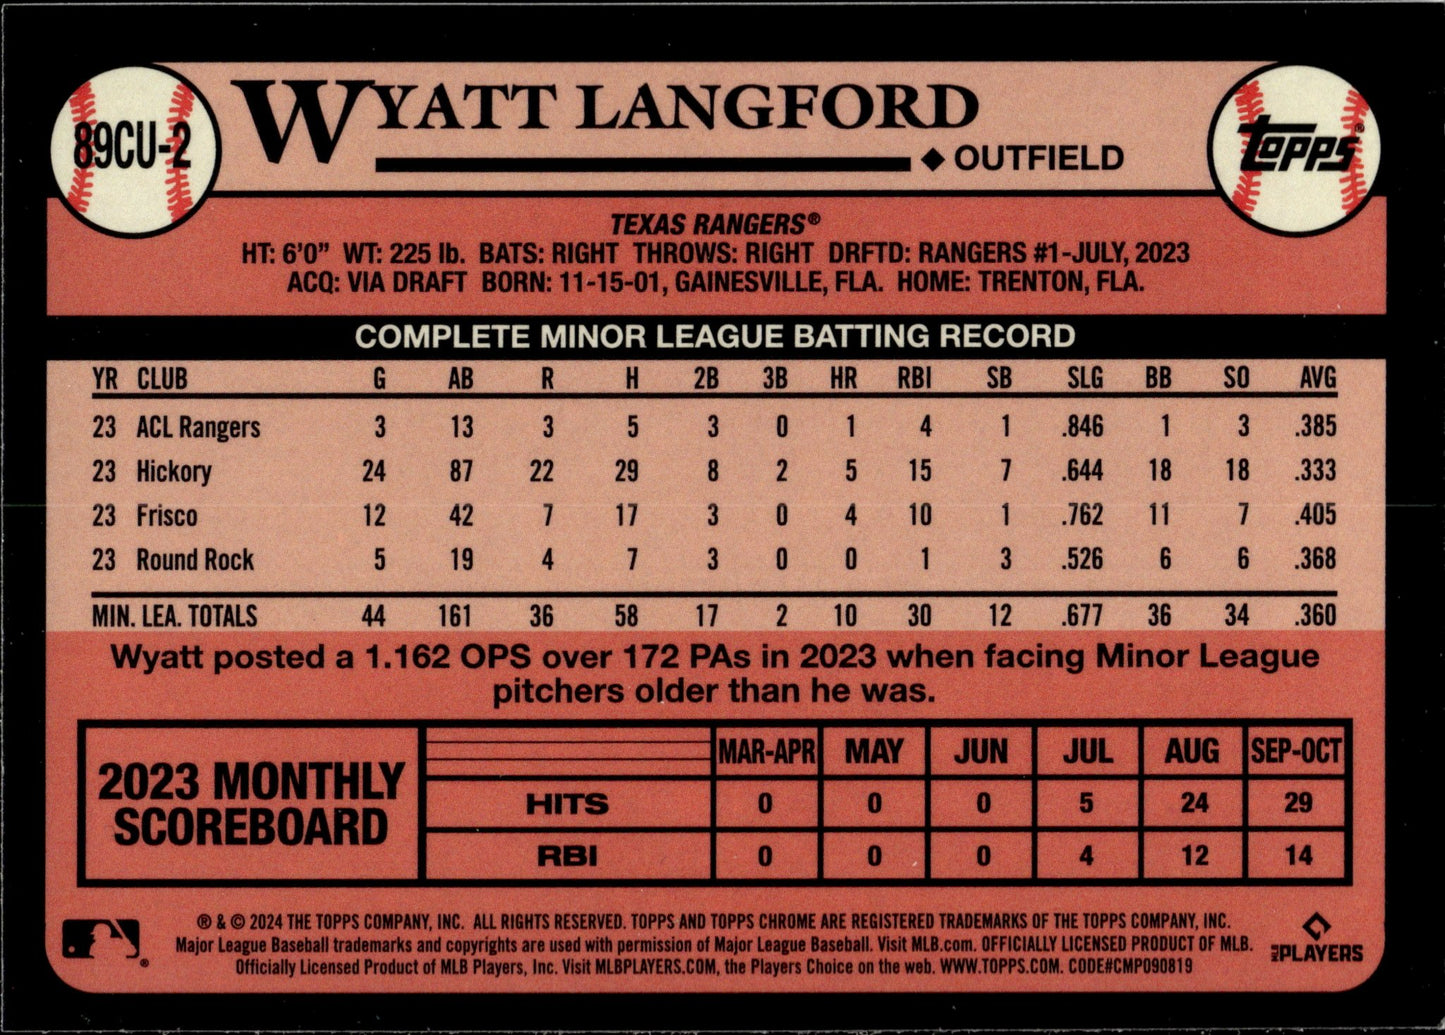 89CU-2
WYATT LANGFORD
OUTFIELD
TOPPS®
TEXAS RANGERS®
HT: 6'0" WT: 225 lb. BATS: RIGHT THROWS: RIGHT DRFTD: RANGERS #1-JULY, 2023
ACQ: VIA DRAFT BORN: 11-15-01, GAINESVILLE, FLA. HOME: TRENTON, FLA.
COMPLETE MINOR LEAGUE BATTING RECORD
YR CLUB G AB R H 2B 3B HR RBI SB SLG BB SO AVG
23 ACL Rangers 3 13 3 5 3 0 1 4 1 .846 1 3 .385
23 Hickory 24 87 22 29 8 2 5 15 7 .644 18 18 .333
23 Frisco 12 42 7 17 3 0 4 10 1 .762 11 7 .405
23 Round Rock 5 19 4 7 3 0 0 1 3 .526 6 6 .368
MIN. LEA. TOTALS 44 161 36 58 17 2 10 30 12 .677 36 34 .360
Wyatt posted a 1.162 OPS over 172 PAs in 2023 when facing Minor League
pitchers older than he was.
2023 MONTHLY
SCOREBOARD
MAR-APR MAY JUN JUL AUG SEP-OCT
HITS 0 0 0 5 24 29
RBI 0 0 0 4 12 14
® & © 2024 THE TOPPS COMPANY, INC. ALL RIGHTS RESERVED. TOPPS AND TOPPS CHROME ARE REGISTERED TRADEMARKS OF THE TOPPS COMPANY, INC.
Major League Baseball trademarks and copyrights are used with permission of Major League Baseball. Visit MLB.com. OFFICIALLY LICENSED PRODUCT OF MLB.
Officially Licensed Product of MLB Players, Inc. Visit MLBPLAYERS.COM, the Players Choice on the web. WWW.TOPPS.COM. CODE#CMP090819
®
MLB PLAYERS